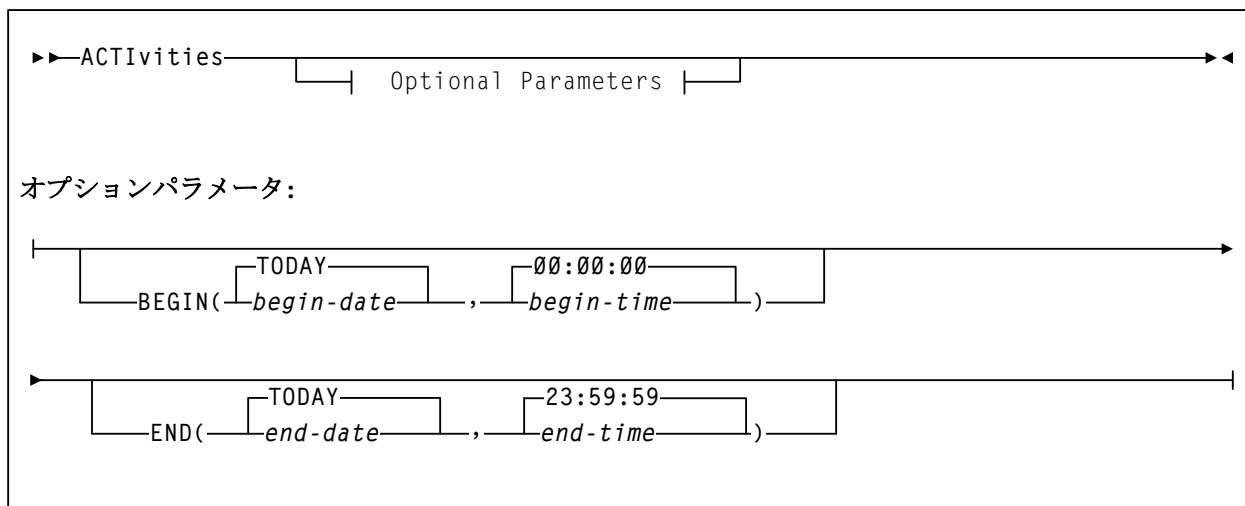 ACTIvities
Optional Parameters
オプションパラメータ:
TODAY 00:00:00
BEGIN( begin-date , begin-time )
TODAY 23:59:59
END( end-date , end-time )